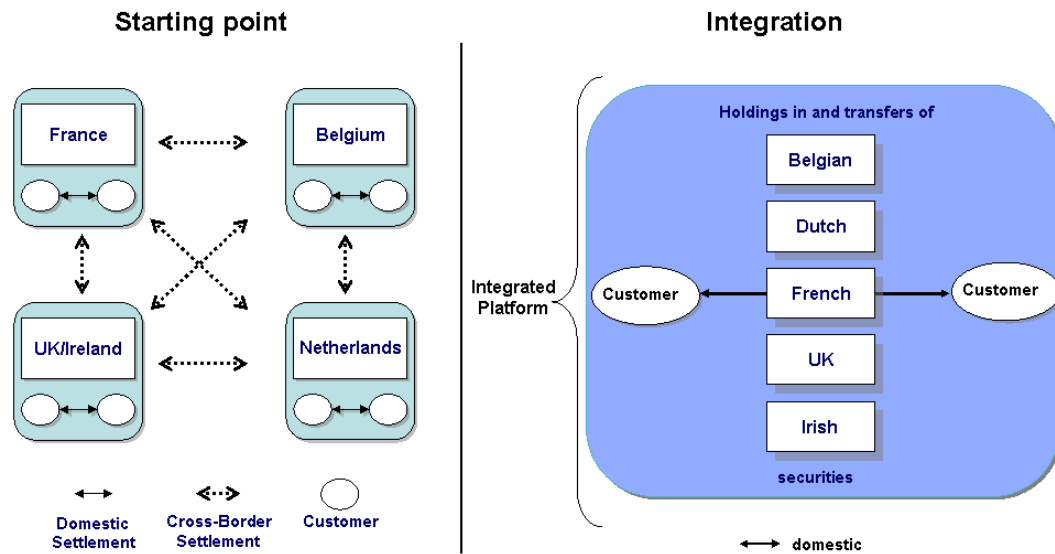 Starting point
France
Belgium
UK/Ireland
Netherlands
Domestic
Settlement
Cross-Border
Settlement
Customer
Integration
Integrated
Platform
Holdings in and transfers of
Belgian
Dutch
Customer
French
Customer
UK
Irish
securities
domestic